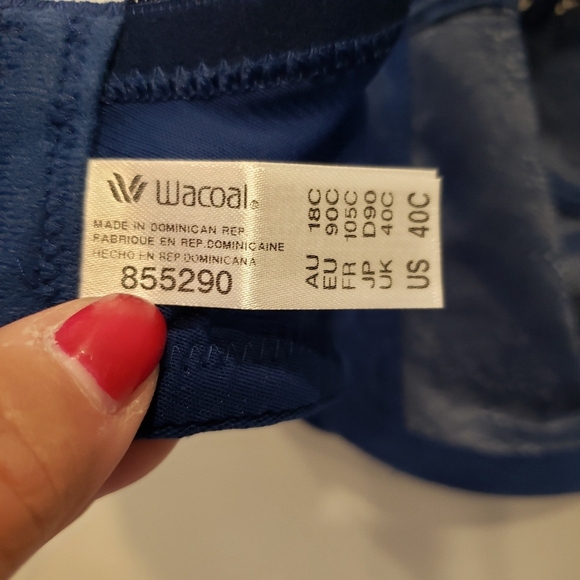 Wacoal®
MADE IN DOMINICAN REP.
FABRIQUE EN REP.DOMINICAINE
HECHO EN REP.DOMINICANA
855290
AU 18C
EU 90C
FR 105C
JP D90
UK 40C
US 40C